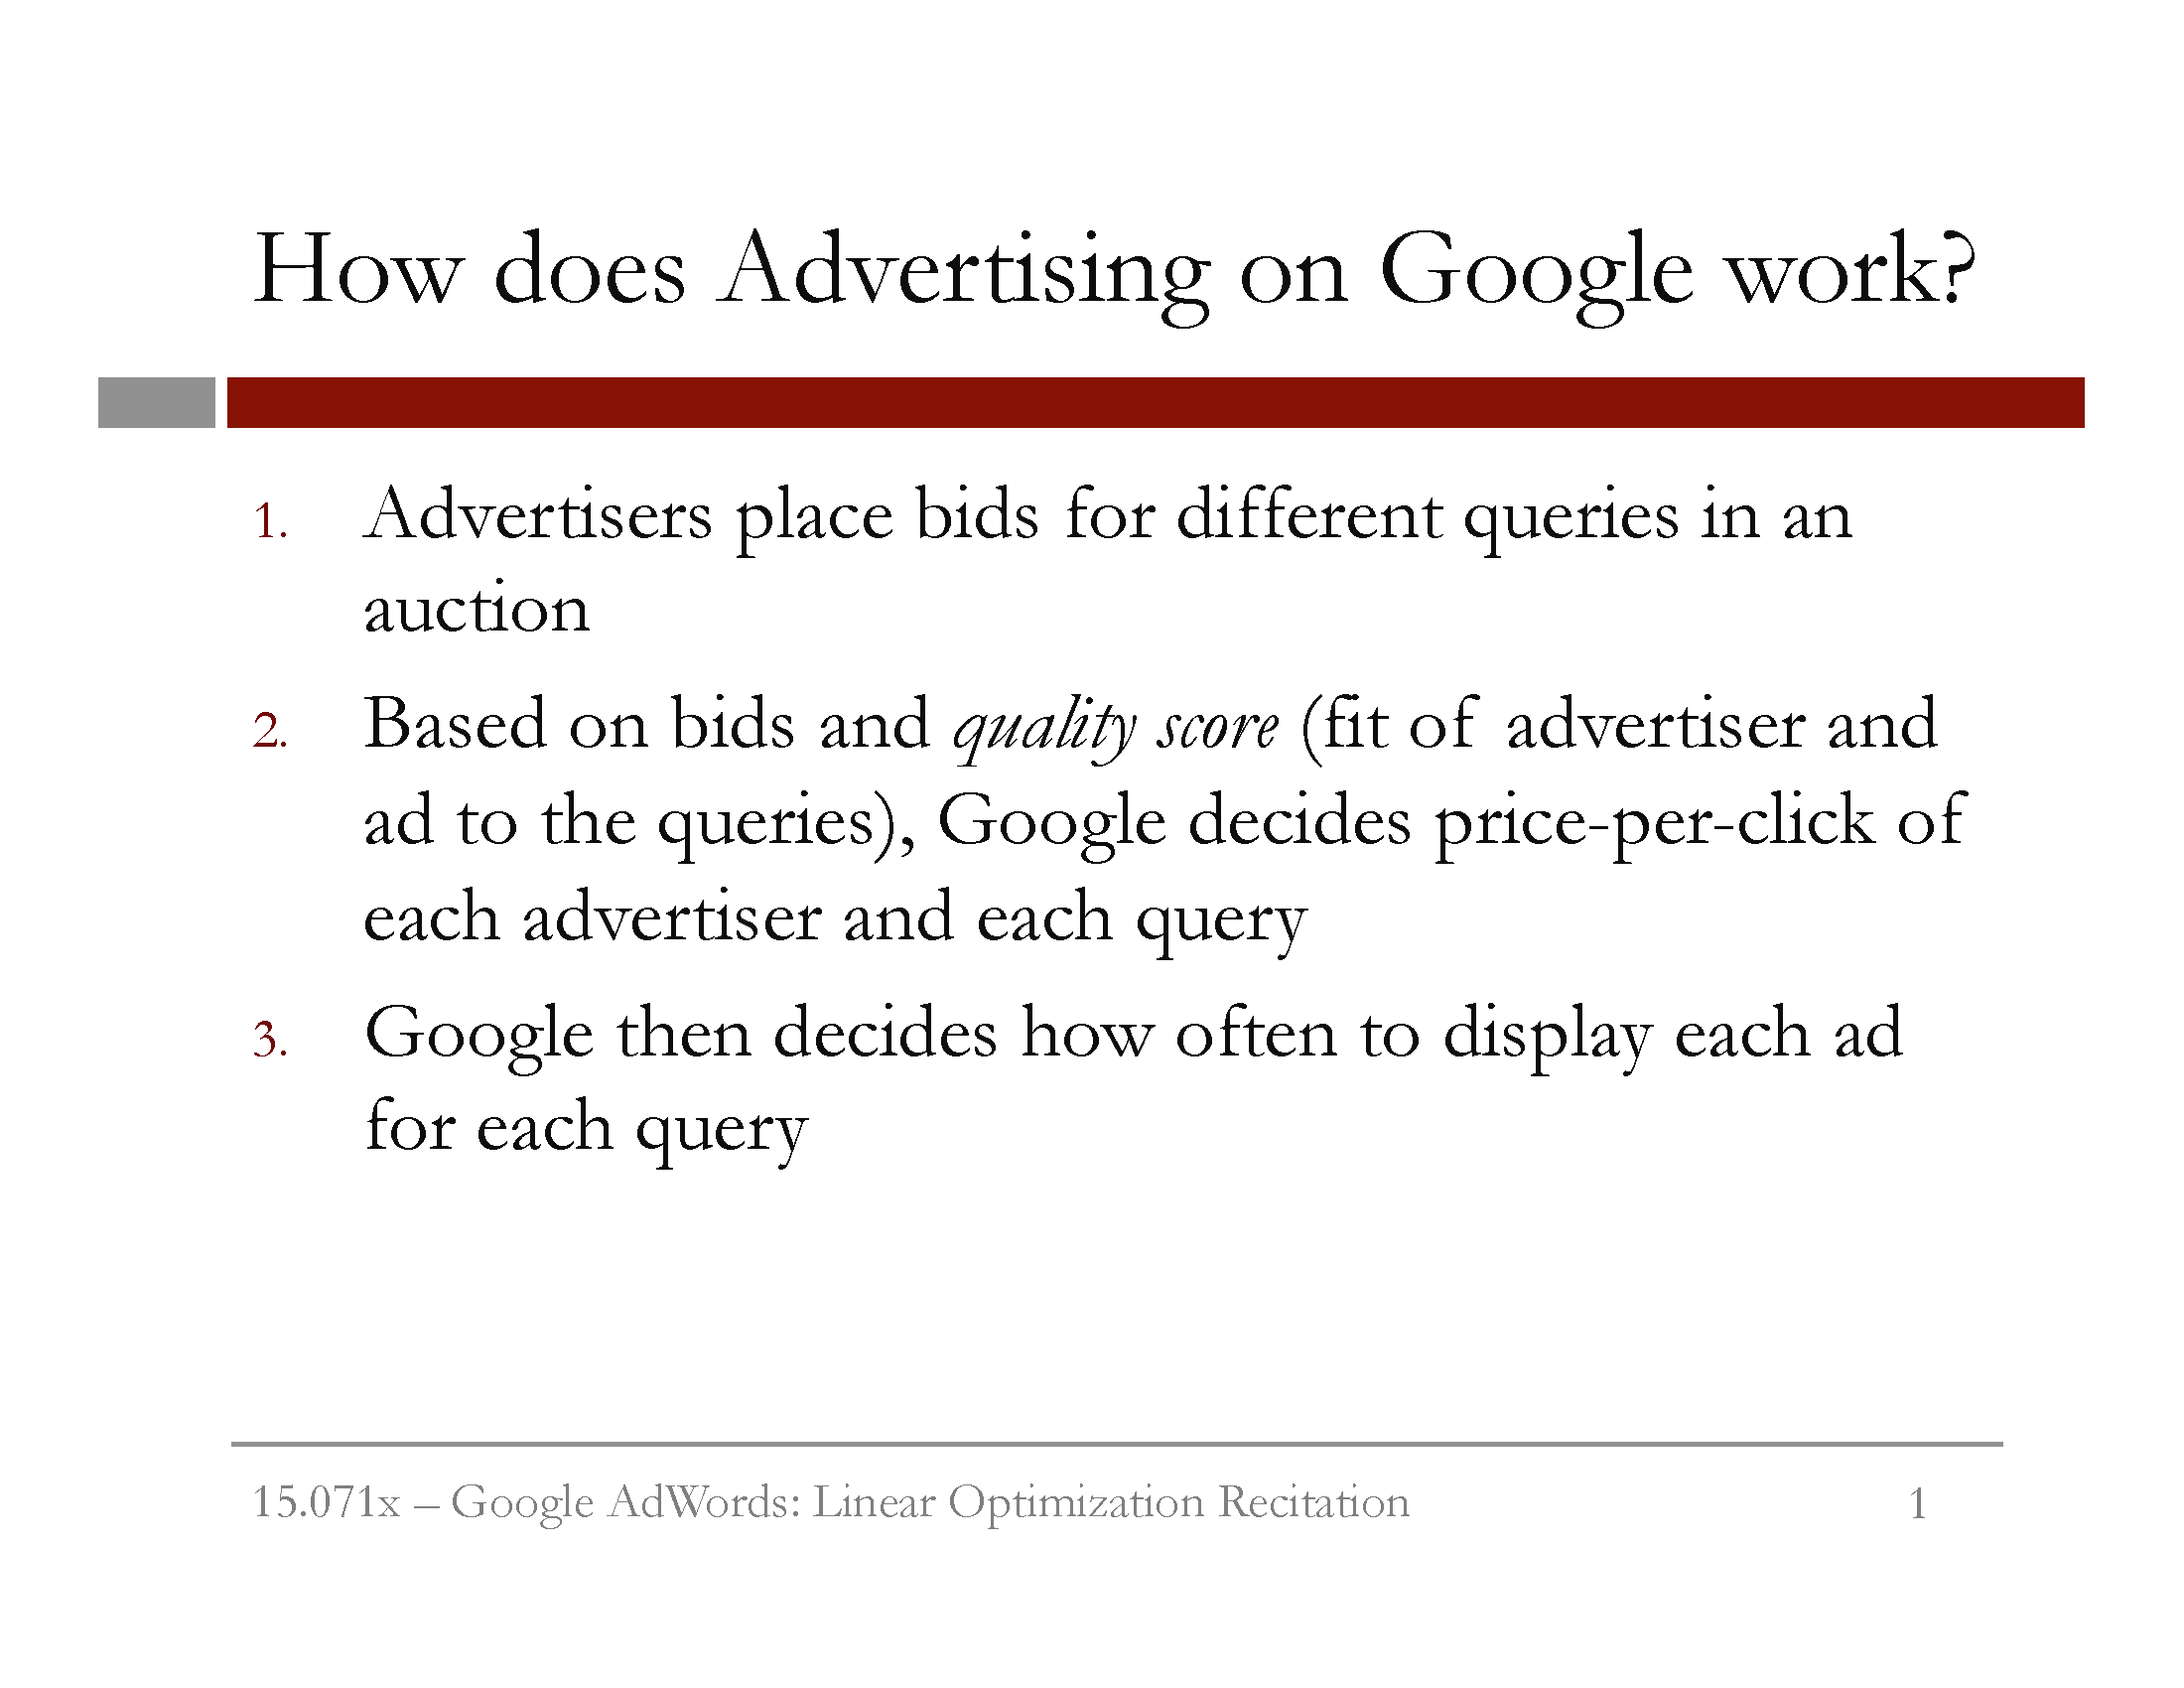 How does Advertising on Google work?
1. Advertisers place bids for different queries in an
auction
2. Based on bids and quality score (fit of advertiser and
ad to the queries), Google decides price-per-click of
each advertiser and each query
3. Google then decides how often to display each ad
for each query
15.071x – Google AdWords: Linear Optimization Recitation 1